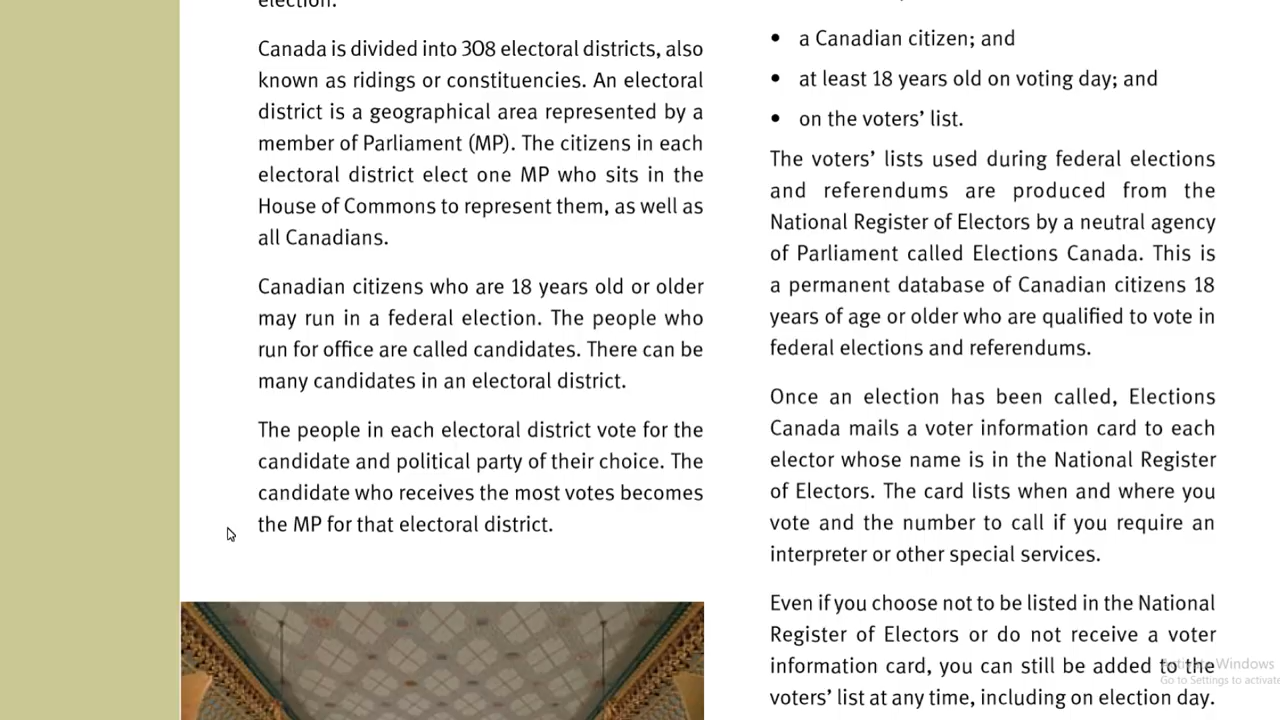 election.
Canada is divided into 308 electoral districts, also
known as ridings or constituencies. An electoral
district is a geographical area represented by a
member of Parliament (MP). The citizens in each
electoral district elect one MP who sits in the
House of Commons to represent them, as well as
all Canadians.
Canadian citizens who are 18 years old or older
may run in a federal election. The people who
run for office are called candidates. There can be
many candidates in an electoral district.
The people in each electoral district vote for the
candidate and political party of their choice. The
candidate who receives the most votes becomes
the MP for that electoral district.
• a Canadian citizen; and
• at least 18 years old on voting day; and
• on the voters’ list.
The voters’ lists used during federal elections
and referendums are produced from the
National Register of Electors by a neutral agency
of Parliament called Elections Canada. This is
a permanent database of Canadian citizens 18
years of age or older who are qualified to vote in
federal elections and referendums.
Once an election has been called, Elections
Canada mails a voter information card to each
elector whose name is in the National Register
of Electors. The card lists when and where you
vote and the number to call if you require an
interpreter or other special services.
Even if you choose not to be listed in the National
Register of Electors or do not receive a voter
information card, you can still be added to the
voters’ list at any time, including on election day.
Activate Windows
Go to Settings to activate